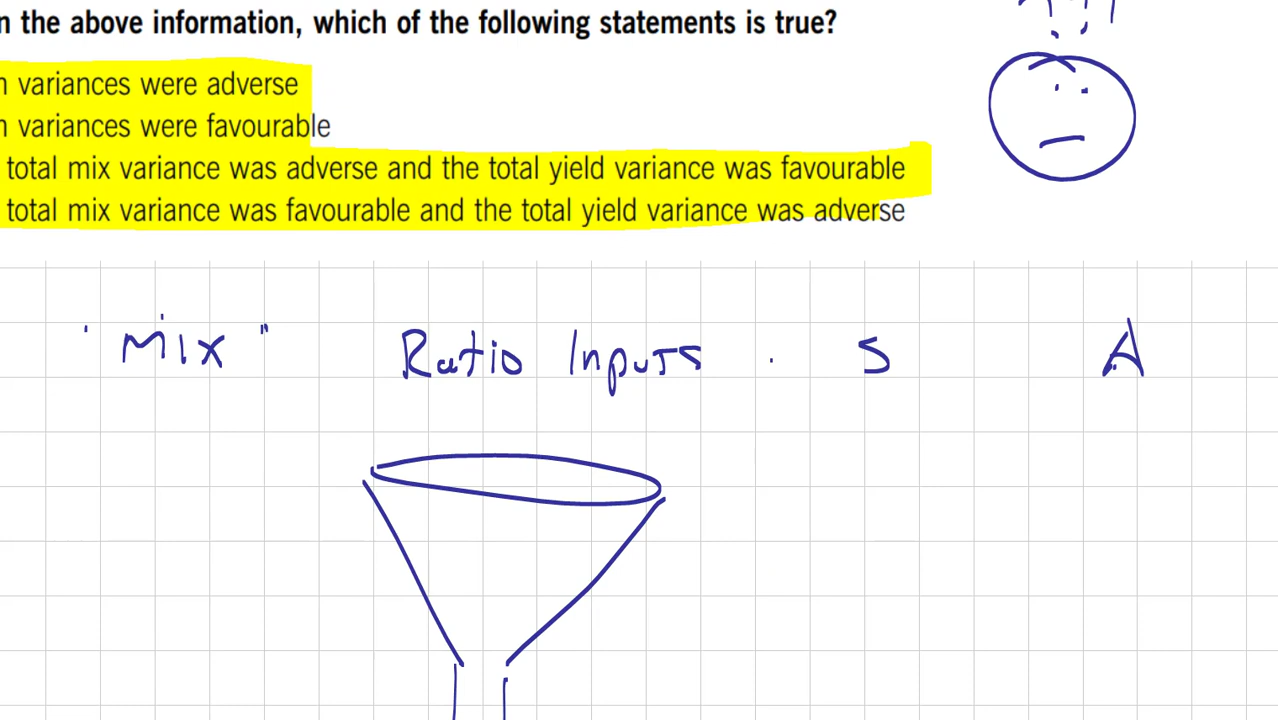 n the above information, which of the following statements is true?
n variances were adverse
n variances were favourable
total mix variance was adverse and the total yield variance was favourable
total mix variance was favourable and the total yield variance was adverse
"Mix" Ratio Inputs . S A